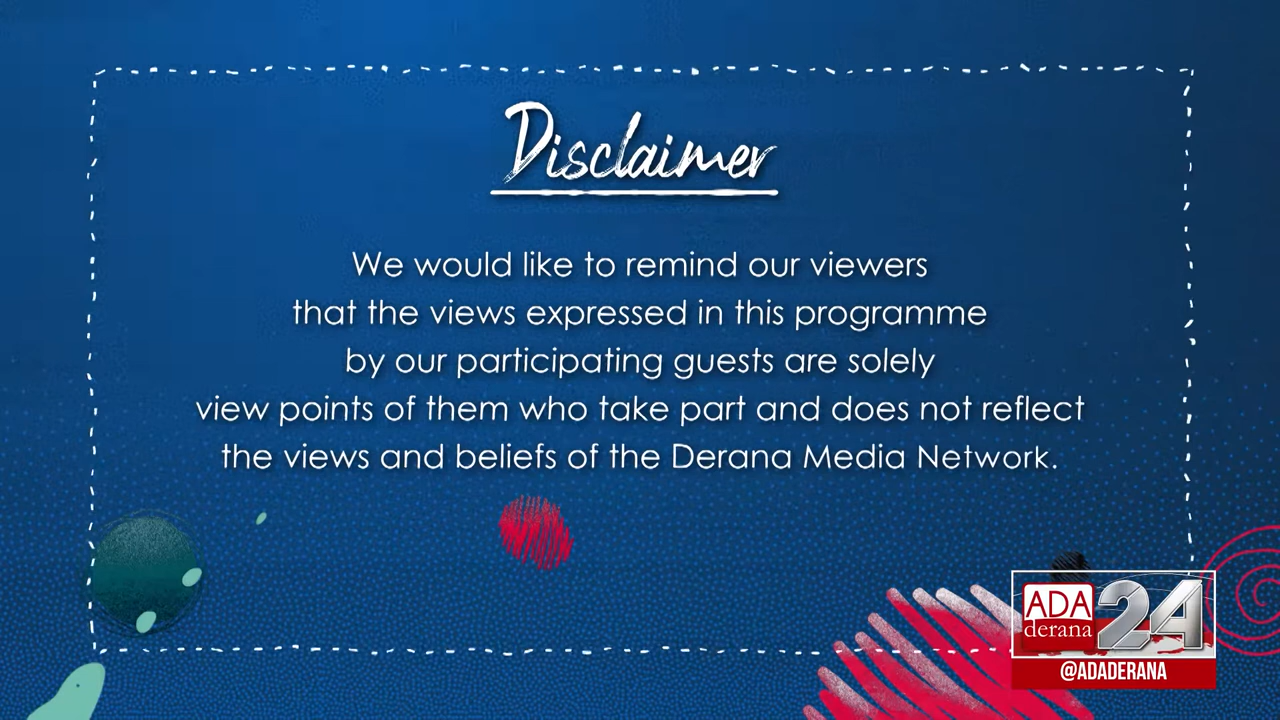 Disclaimer
We would like to remind our viewers
that the views expressed in this programme
by our participating guests are solely
view points of them who take part and does not reflect
the views and beliefs of the Derana Media Network.
ADA
derana
24
@ADADERANA